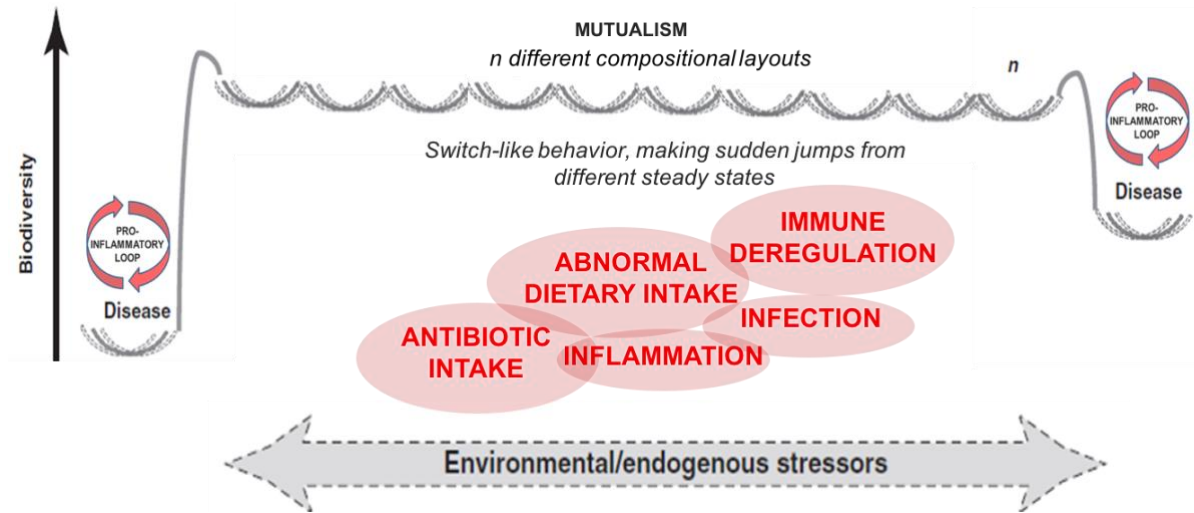 MUTUALISM
n different compositional layouts
n
Switch-like behavior, making sudden jumps from
different steady states
Biodiversity
PRO-
INFLAMMATORY
LOOP
Disease
PRO-
INFLAMMATORY
LOOP
Disease
IMMUNE
DEREGULATION
ABNORMAL
DIETARY INTAKE
INFECTION
ANTIBIOTIC
INTAKE
INFLAMMATION
Environmental/endogenous stressors